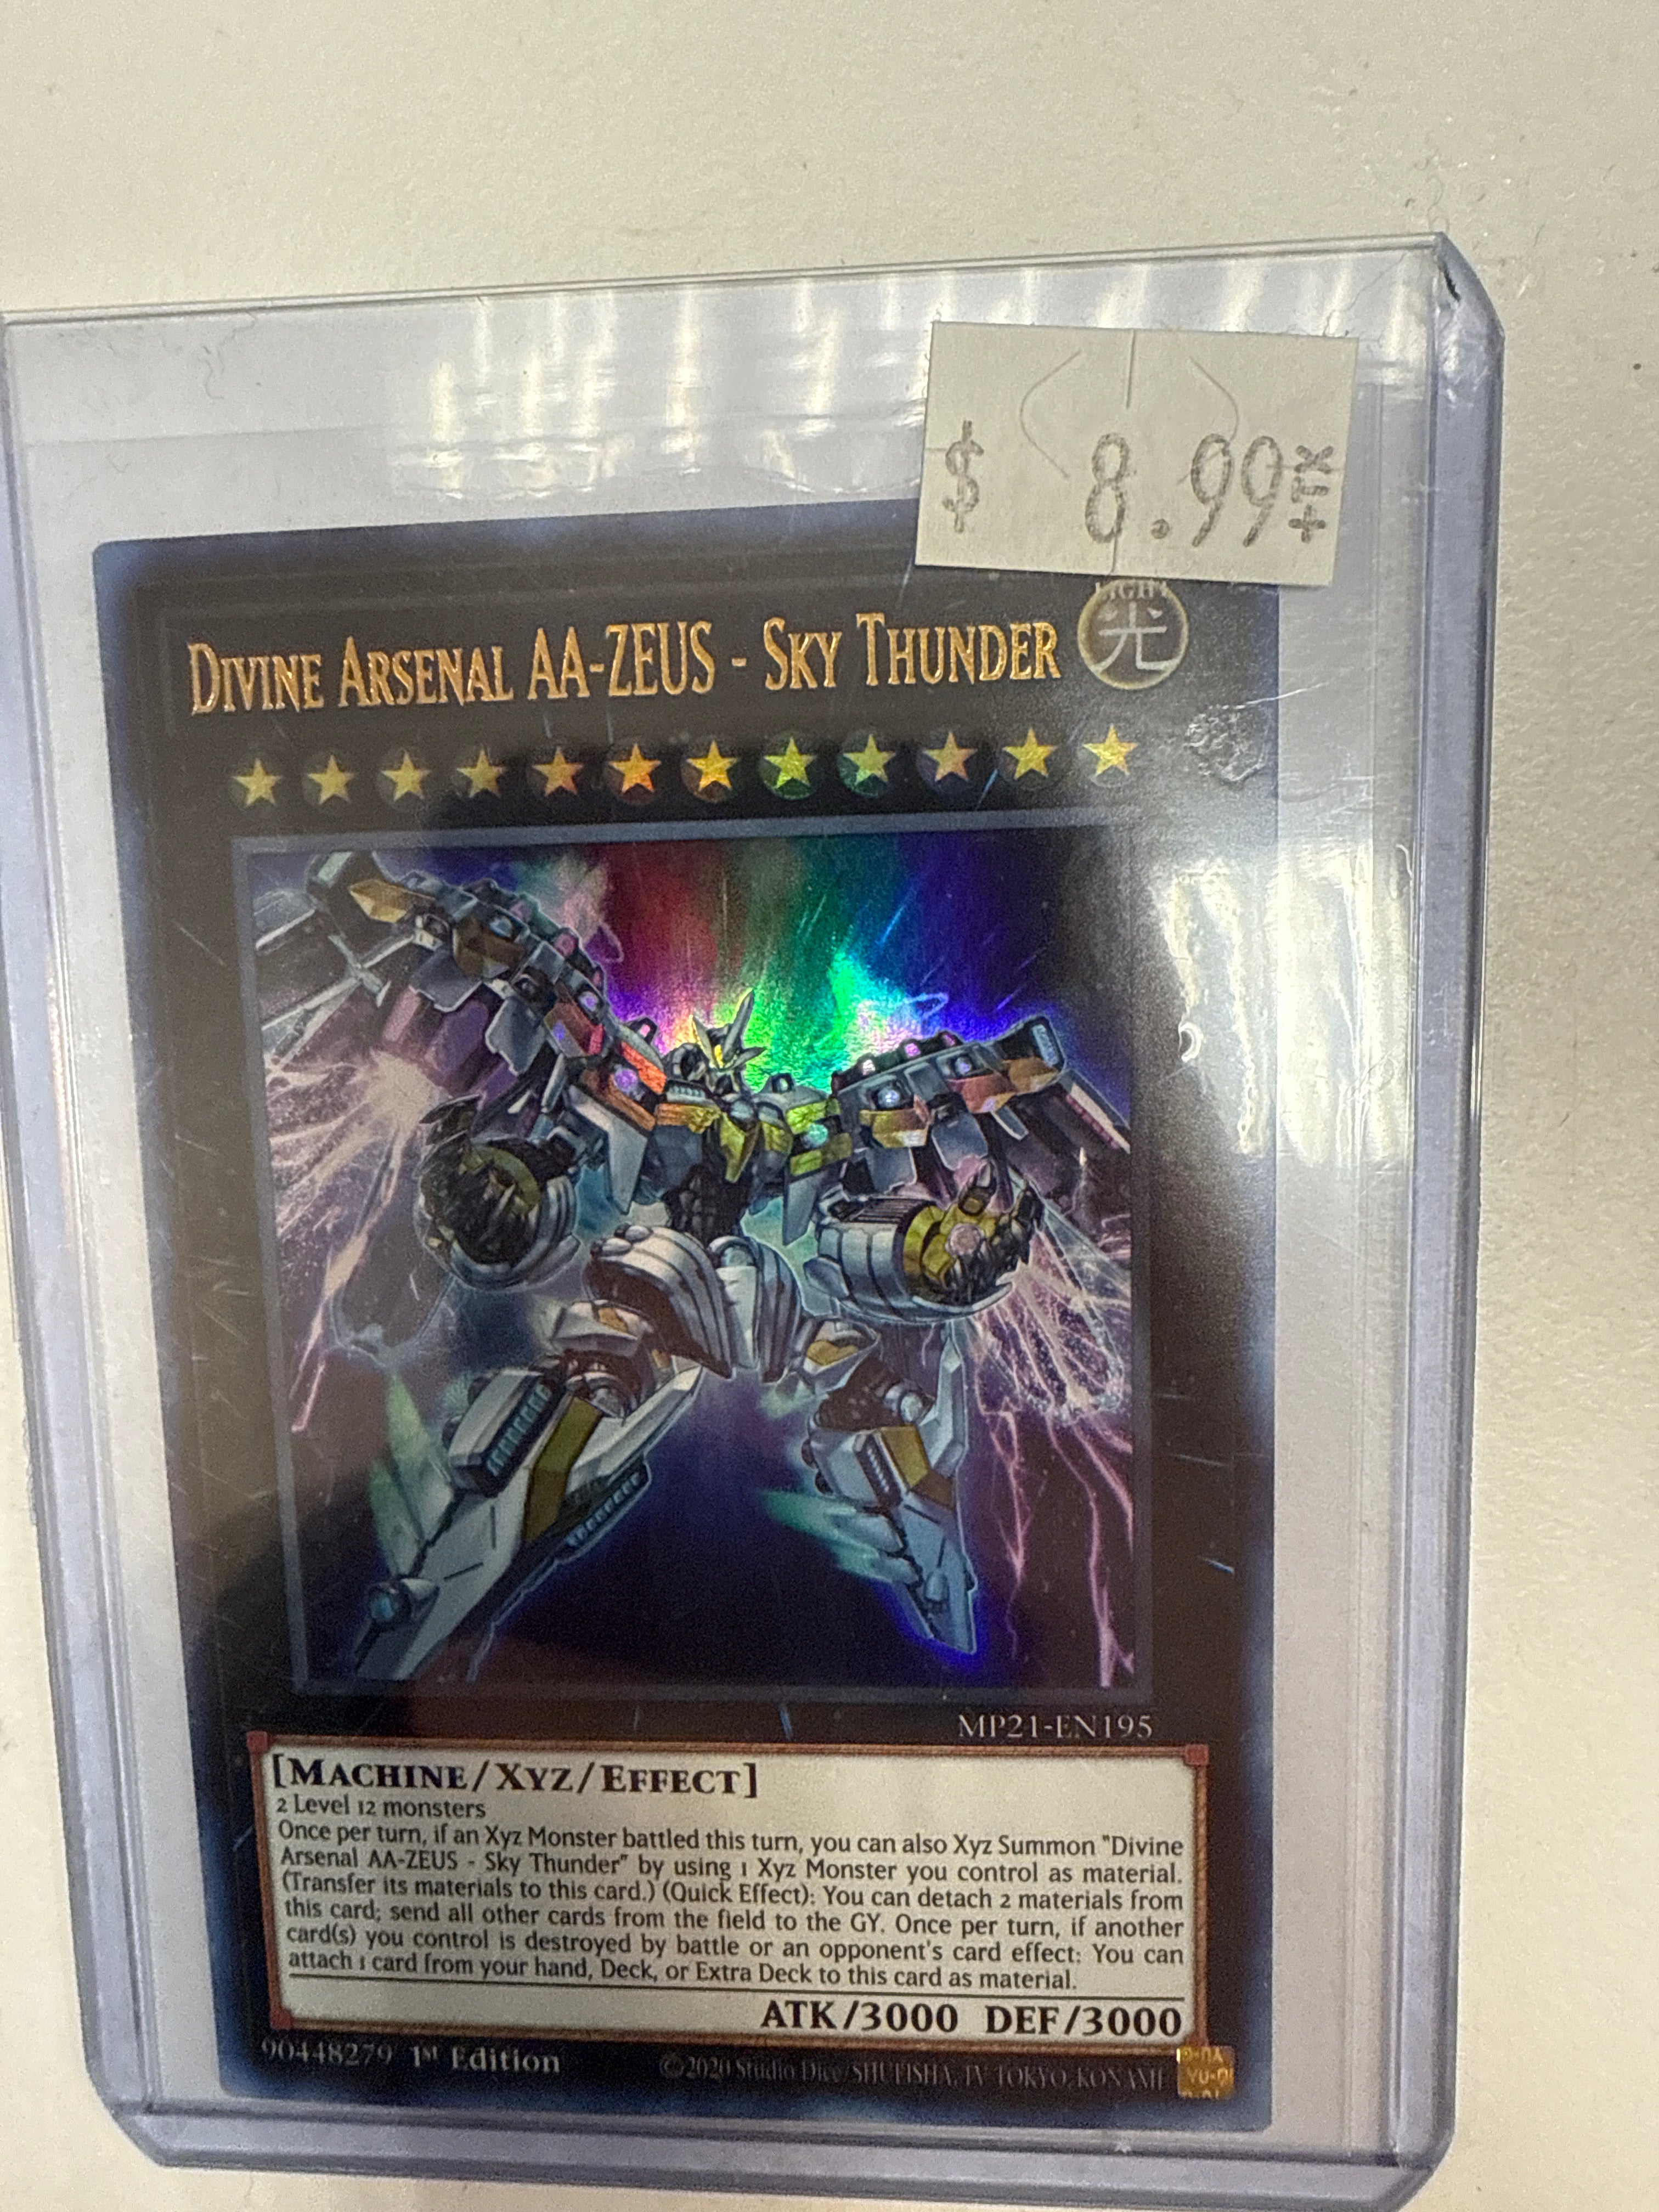 $ 8.99 +TX
LIGHT
DIVINE ARSENAL AA-ZEUS - SKY THUNDER 光
MP21-EN195
[MACHINE/XYZ/EFFECT]
2 Level 12 monsters
Once per turn, if an Xyz Monster battled this turn, you can also Xyz Summon "Divine
Arsenal AA-ZEUS - Sky Thunder" by using 1 Xyz Monster you control as material.
(Transfer its materials to this card.) (Quick Effect): You can detach 2 materials from
this card; send all other cards from the field to the GY. Once per turn, if another
card(s) you control is destroyed by battle or an opponent's card effect: You can
attach 1 card from your hand, Deck, or Extra Deck to this card as material.
ATK/3000 DEF/3000
90448279 1st Edition ©2020 Studio Dice/SHUEISHA, TV TOKYO, KONAMI